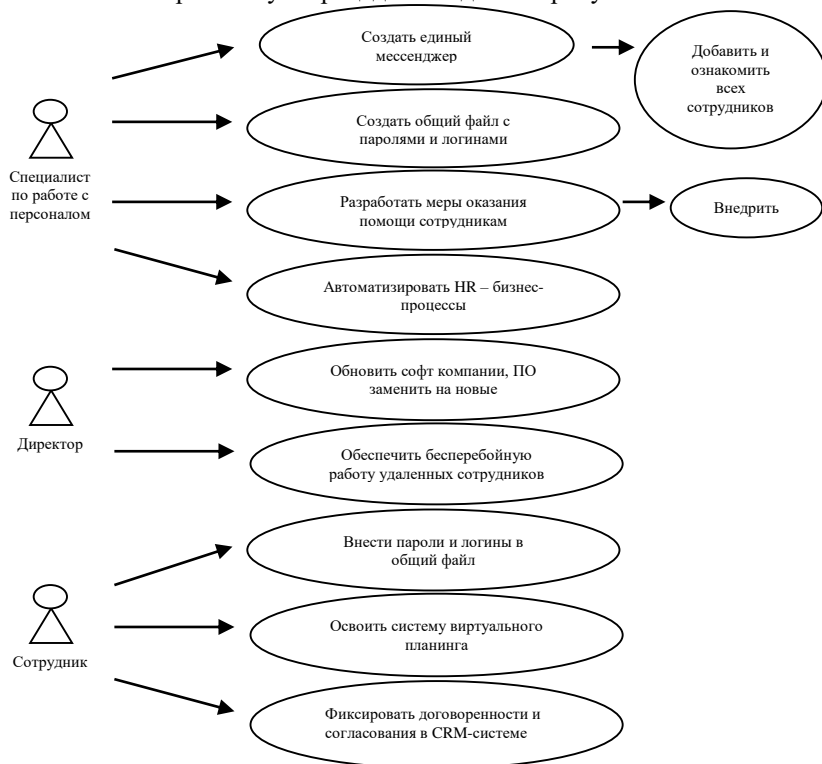 Создать единый
мессенджер
Добавить и
ознакомить
всех
сотрудников
Создать общий файл с
паролями и логинами
Специалист
по работе с
персоналом
Разработать меры оказания
помощи сотрудникам
Внедрить
Автоматизировать HR – бизнес-
процессы
Обновить софт компании, ПО
заменить на новые
Директор
Обеспечить бесперебойную
работу удаленных сотрудников
Внести пароли и логины в
общий файл
Освоить систему виртуального
планинга
Сотрудник
Фиксировать договоренности и
согласования в CRM-системе